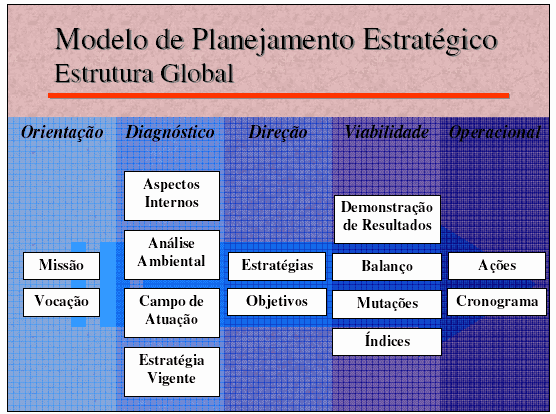 Modelo de Planejamento Estratégico
Estrutura Global
Orientação
Diagnóstico
Direção
Viabilidade
Operacional
Missão
Vocação
Aspectos
Internos
Análise
Ambiental
Campo de
Atuação
Estratégia
Vigente
Estratégias
Objetivos
Demonstração
de Resultados
Balanço
Mutações
Índices
Ações
Cronograma